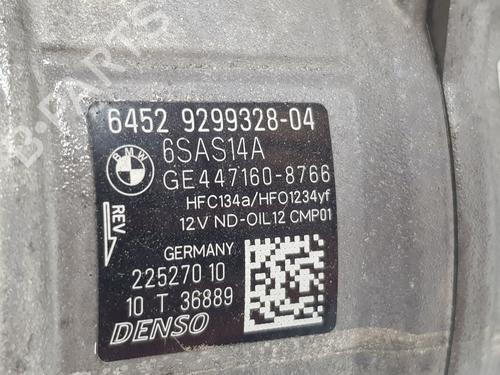 6452 9299328-04
BMW
6SAS14A
GE447160-8766
HFC134a/HFO1234yf
12V ND-OIL12 CMP01
REV
GERMANY
225270 10
10 T 36889
DENSO
B-PARTS